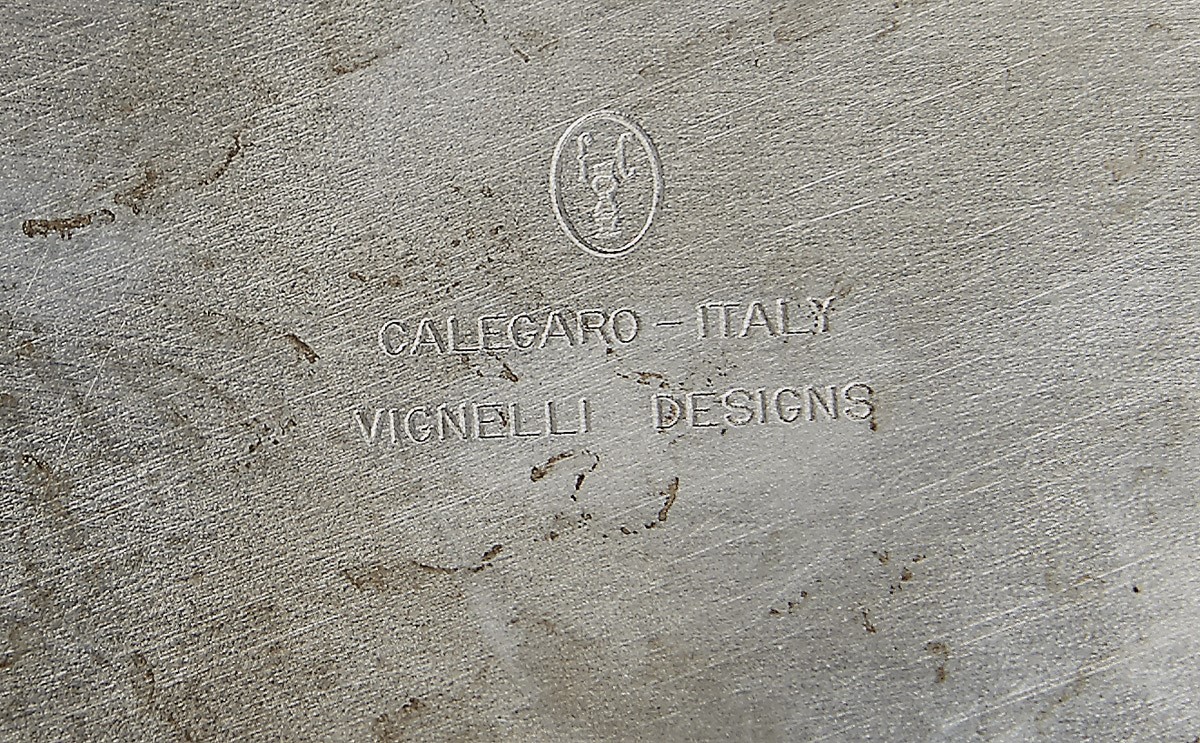 CALEGARO – ITALY
VIGNELLI DESIGNS